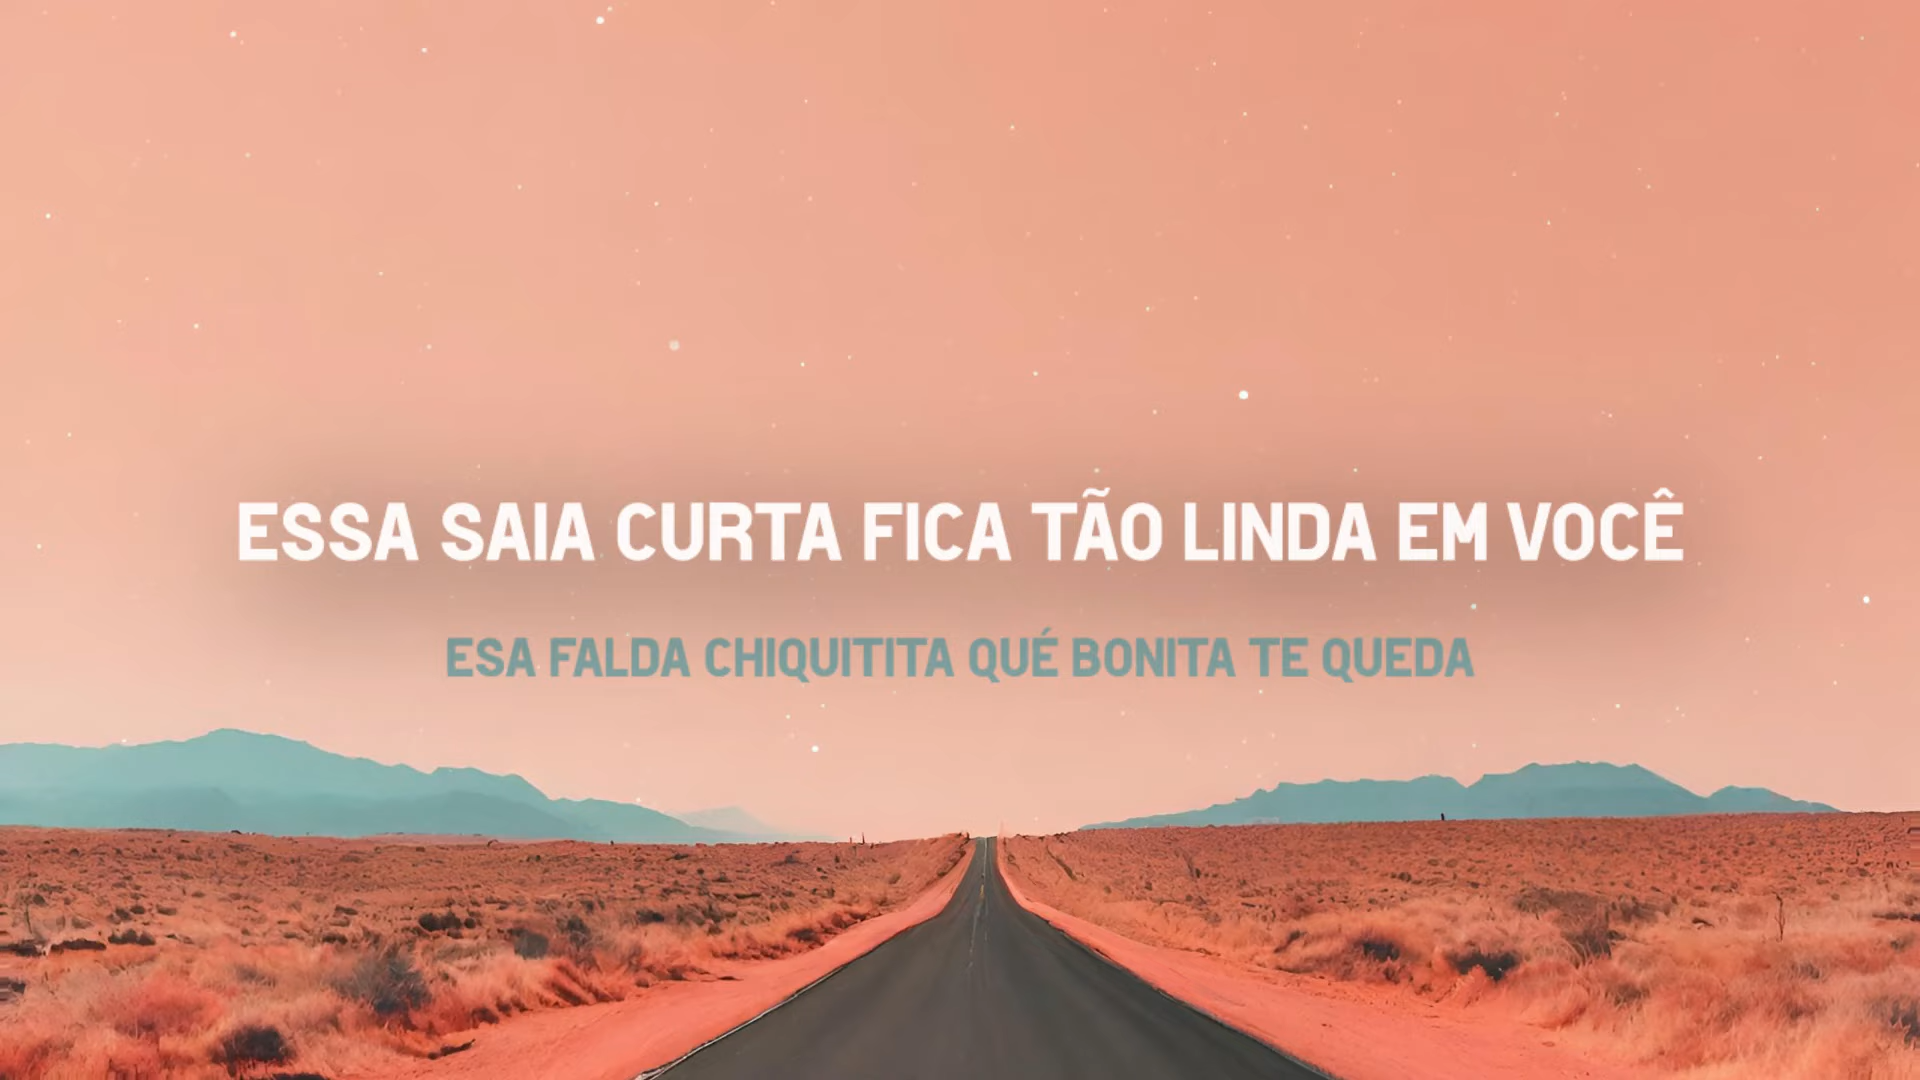 ESSA SAIA CURTA FICA TÃO LINDA EM VOCÊ
ESA FALDA CHIQUITITA QUÉ BONITA TE QUEDA